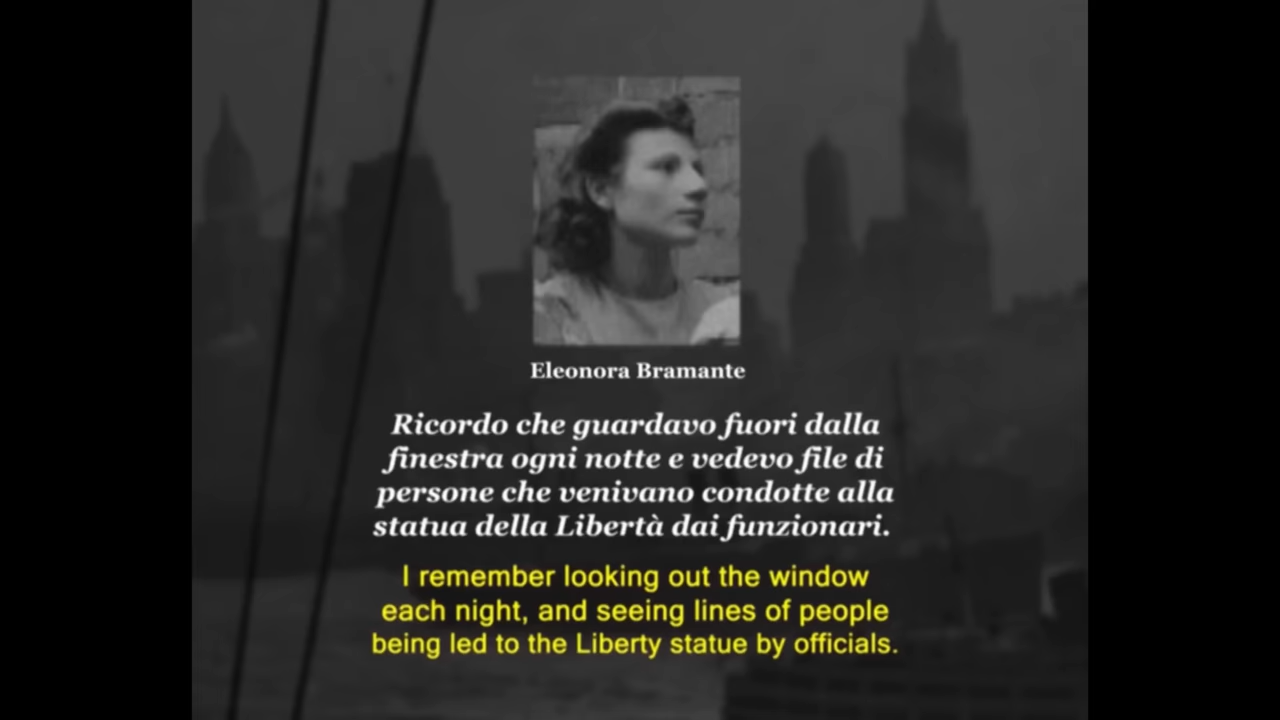 Eleonora Bramante
Ricordo che guardavo fuori dalla
finestra ogni notte e vedevo file di
persone che venivano condotte alla
statua della Libertà dai funzionari.
I remember looking out the window
each night, and seeing lines of people
being led to the Liberty statue by officials.